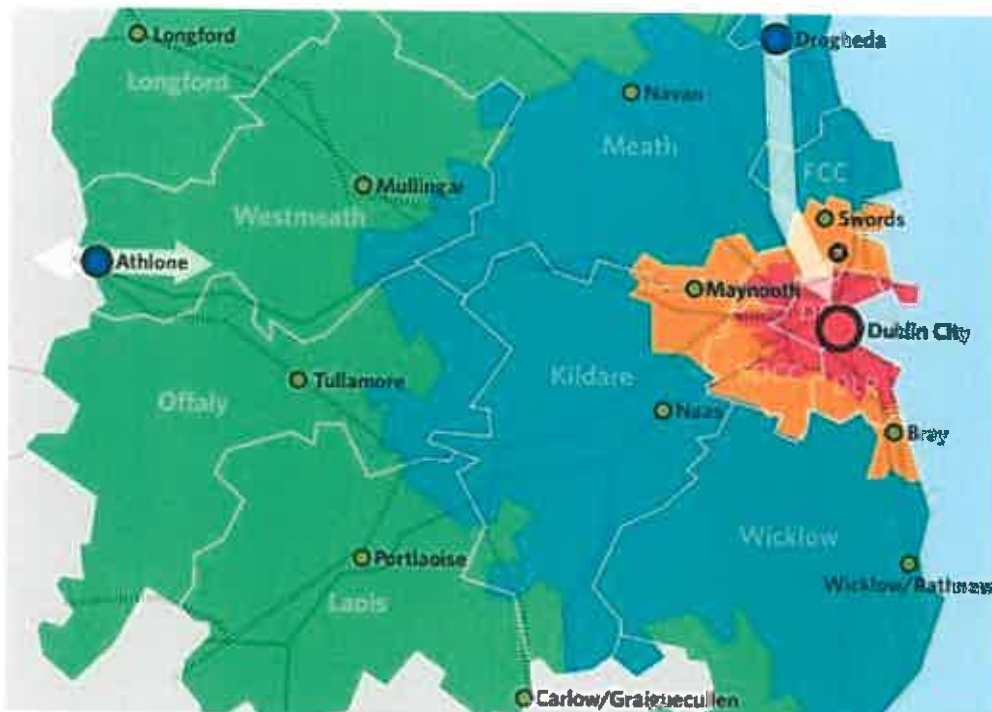 Longford
Drogheda
Longford
Navan
Meath
FCC
Mullingar
Westmeath
Swords
Athlone
Maynooth
Dublin City
Tullamore
Kildare
Offaly
Naas
Bray
Wicklow
Portlaoise
Wicklow/Rathnew
Laois
Carlow/Graiguecullen